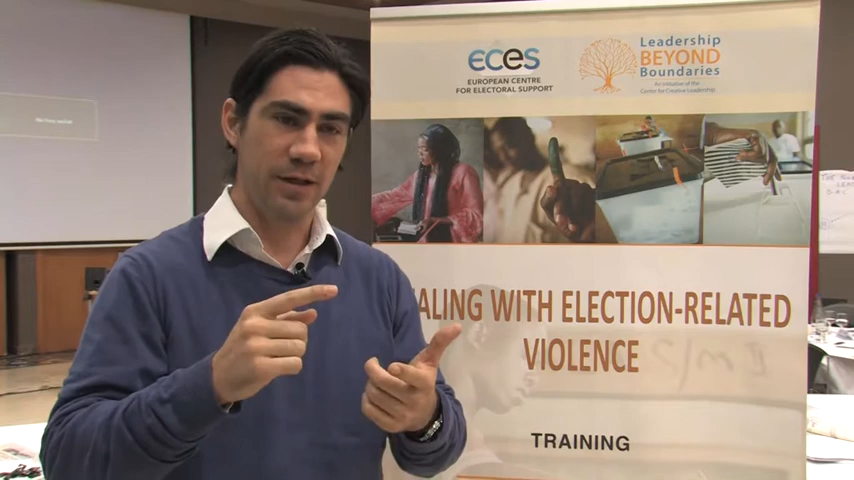 eces
EUROPEAN CENTRE
FOR ELECTORAL SUPPORT
Leadership
BEYOND
Boundaries
An initiative of the
Center for Creative Leadership
ALING WITH ELECTION-RELATED
VIOLENCE
TRAINING